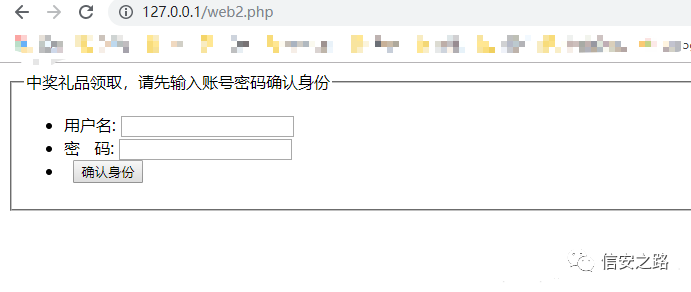 127.0.0.1/web2.php
中奖礼品领取，请先输入账号密码确认身份
用户名:
密 码:
确认身份
信安之路